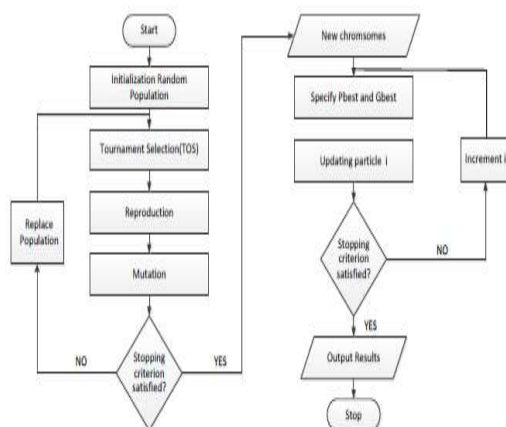 Start
Initialization Random
Population
Tournament Selection(TOS)
Reproduction
Replace
Population
Mutation
NO
Stopping
criterion
satisfied?
YES
New chromsomes
Specify Pbest and Gbest
Updating particle i
Increment i
Stopping
criterion
satisfied?
NO
YES
Output Results
Stop